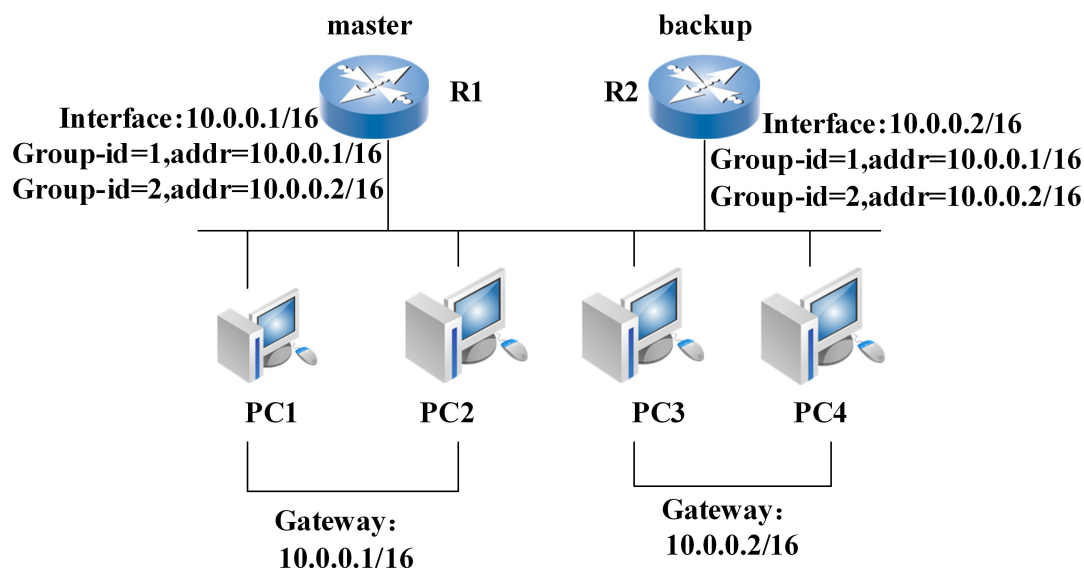 master
backup
R1
R2
Interface:10.0.0.1/16
Group-id=1,addr=10.0.0.1/16
Group-id=2,addr=10.0.0.2/16
Interface:10.0.0.2/16
Group-id=1,addr=10.0.0.1/16
Group-id=2,addr=10.0.0.2/16
PC1
PC2
PC3
PC4
Gateway：
10.0.0.1/16
Gateway：
10.0.0.2/16